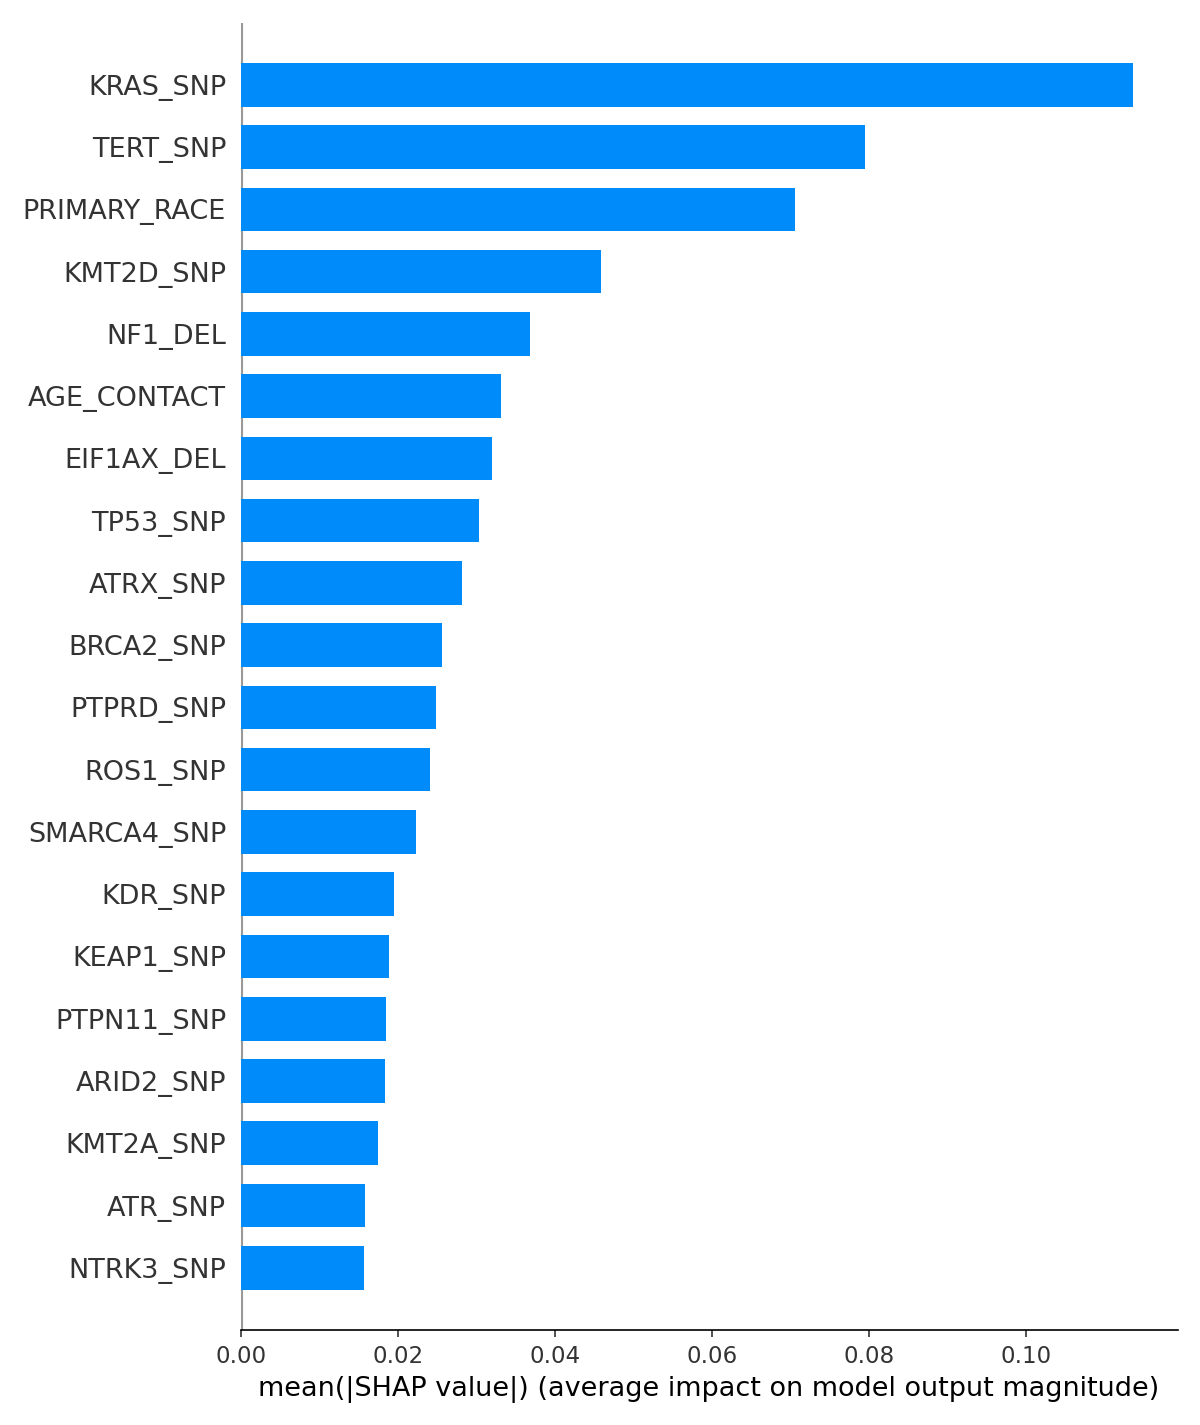 KRAS_SNP
TERT_SNP
PRIMARY_RACE
KMT2D_SNP
NF1_DEL
AGE_CONTACT
EIF1AX_DEL
TP53_SNP
ATRX_SNP
BRCA2_SNP
PTPRD_SNP
ROS1_SNP
SMARCA4_SNP
KDR_SNP
KEAP1_SNP
PTPN11_SNP
ARID2_SNP
KMT2A_SNP
ATR_SNP
NTRK3_SNP
0.00 0.02 0.04 0.06 0.08 0.10
mean(|SHAP value|) (average impact on model output magnitude)